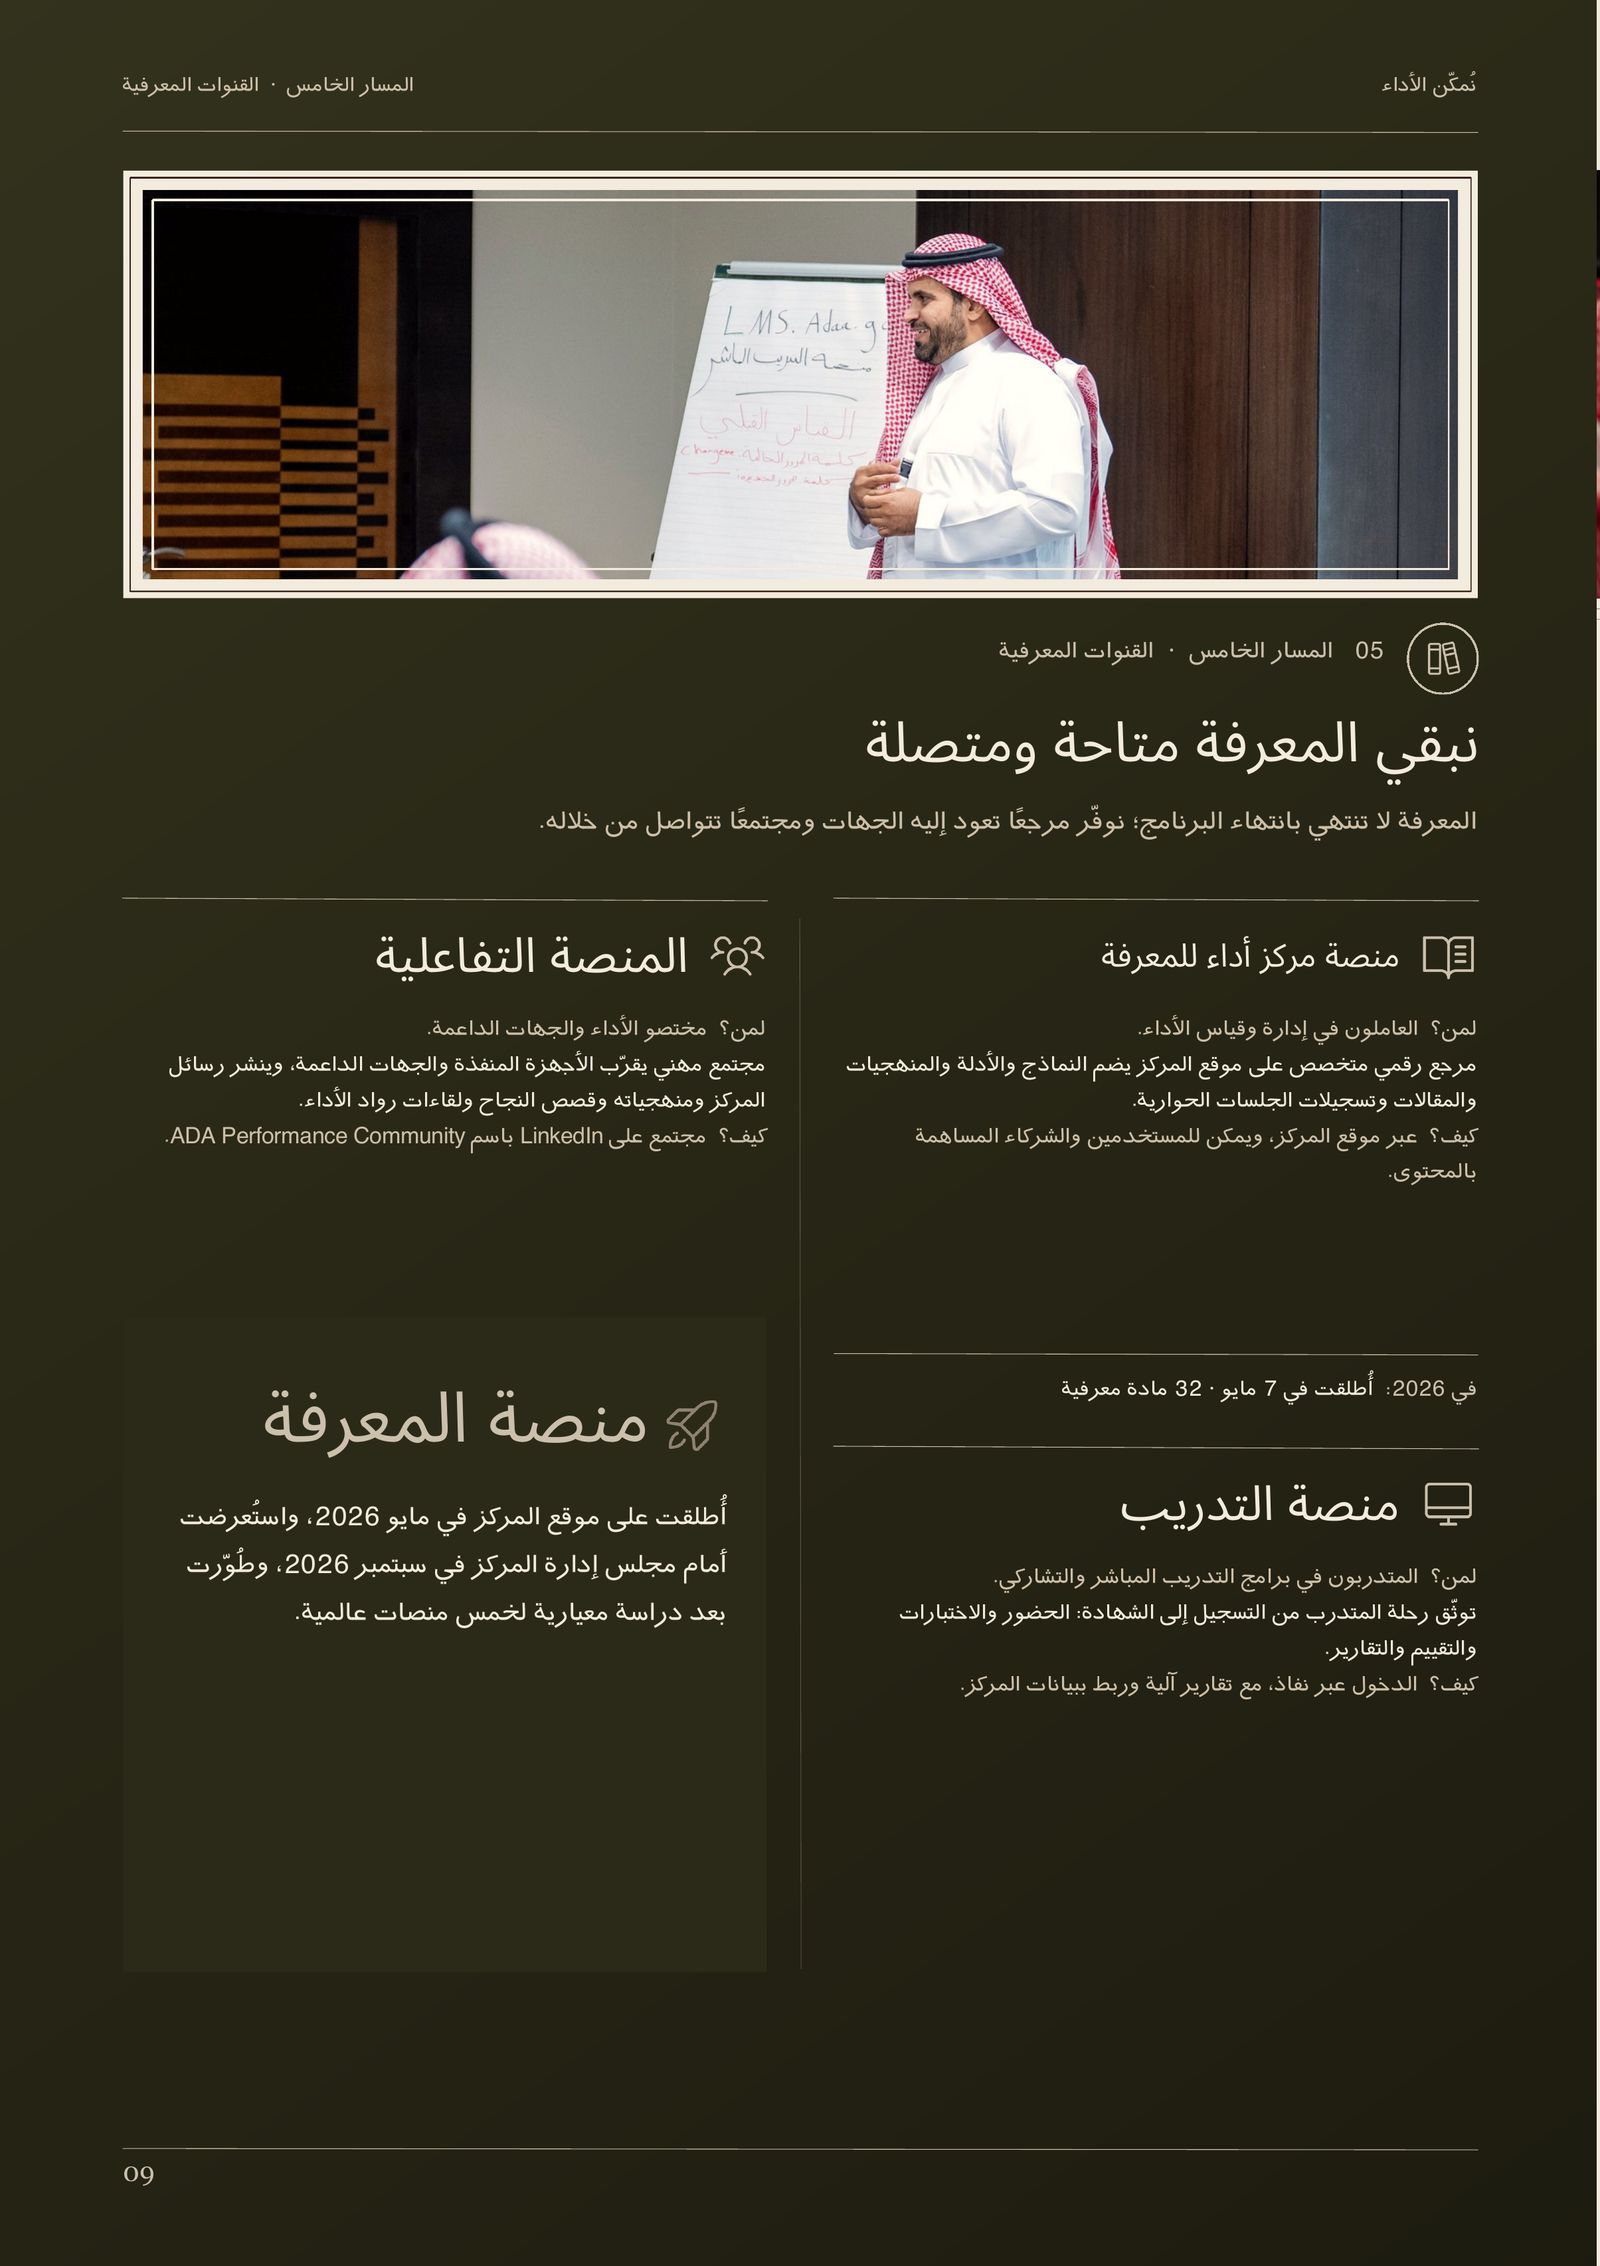 نُمكّن الأداء
المسار الخامس · القنوات المعرفية
LMS. Adaa. go
05 المسار الخامس · القنوات المعرفية
نبقي المعرفة متاحة ومتصلة
المعرفة لا تنتهي بانتهاء البرنامج؛ نوفّر مرجعًا تعود إليه الجهات ومجتمعًا تتواصل من خلاله.
منصة مركز أداء للمعرفة
لمن؟ العاملون في إدارة وقياس الأداء.
مرجع رقمي متخصص على موقع المركز يضم النماذج والأدلة والمنهجيات
والمقالات وتسجيلات الجلسات الحوارية.
كيف؟ عبر موقع المركز، ويمكن للمستخدمين والشركاء المساهمة
بالمحتوى.
في 2026: أُطلقت في 7 مايو · 32 مادة معرفية
منصة التدريب
لمن؟ المتدربون في برامج التدريب المباشر والتشاركي.
توثّق رحلة المتدرب من التسجيل إلى الشهادة: الحضور والاختبارات
والتقييم والتقارير.
كيف؟ الدخول عبر نفاذ، مع تقارير آلية وربط ببيانات المركز.
المنصة التفاعلية
لمن؟ مختصو الأداء والجهات الداعمة.
مجتمع مهني يقرّب الأجهزة المنفذة والجهات الداعمة، وينشر رسائل
المركز ومنهجياته وقصص النجاح ولقاءات رواد الأداء.
كيف؟ مجتمع على LinkedIn باسم ADA Performance Community.
منصة المعرفة
أُطلقت على موقع المركز في مايو 2026، واستُعرضت
أمام مجلس إدارة المركز في سبتمبر 2026، وطُوّرت
بعد دراسة معيارية لخمس منصات عالمية.
09